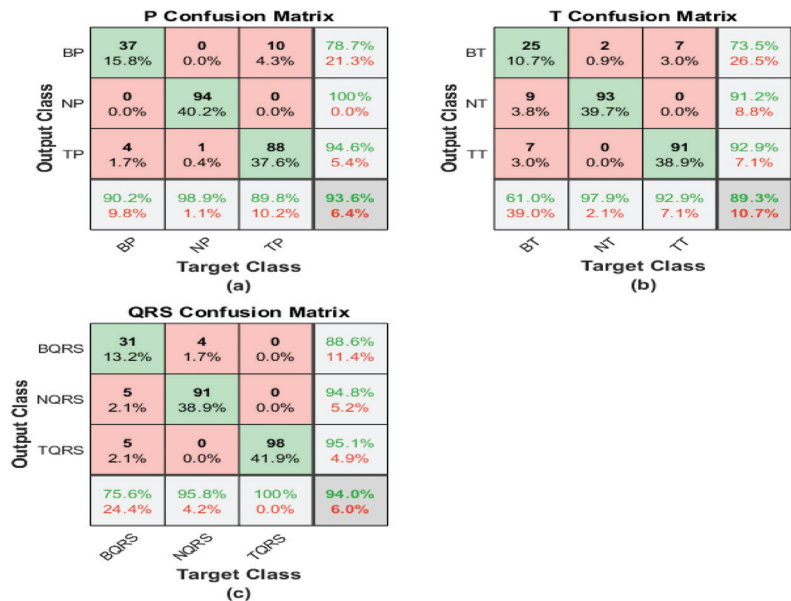 P Confusion Matrix
BP 37 0 10 78.7%
15.8% 0.0% 4.3% 21.3%
NP 0 94 0 100%
0.0% 40.2% 0.0% 0.0%
TP 4 1 88 94.6%
1.7% 0.4% 37.6% 5.4%
90.2% 98.9% 89.8% 93.6%
9.8% 1.1% 10.2% 6.4%
BP NP TP
Output Class
Target Class
(a)
T Confusion Matrix
BT 25 2 7 73.5%
10.7% 0.9% 3.0% 26.5%
NT 9 93 0 91.2%
3.8% 39.7% 0.0% 8.8%
TT 7 0 91 92.9%
3.0% 0.0% 38.9% 7.1%
61.0% 97.9% 92.9% 89.3%
39.0% 2.1% 7.1% 10.7%
BT NT TT
Output Class
Target Class
(b)
QRS Confusion Matrix
BQRS 31 4 0 88.6%
13.2% 1.7% 0.0% 11.4%
NQRS 5 91 0 94.8%
2.1% 38.9% 0.0% 5.2%
TQRS 5 0 98 95.1%
2.1% 0.0% 41.9% 4.9%
75.6% 95.8% 100% 94.0%
24.4% 4.2% 0.0% 6.0%
BQRS NQRS TQRS
Output Class
Target Class
(c)